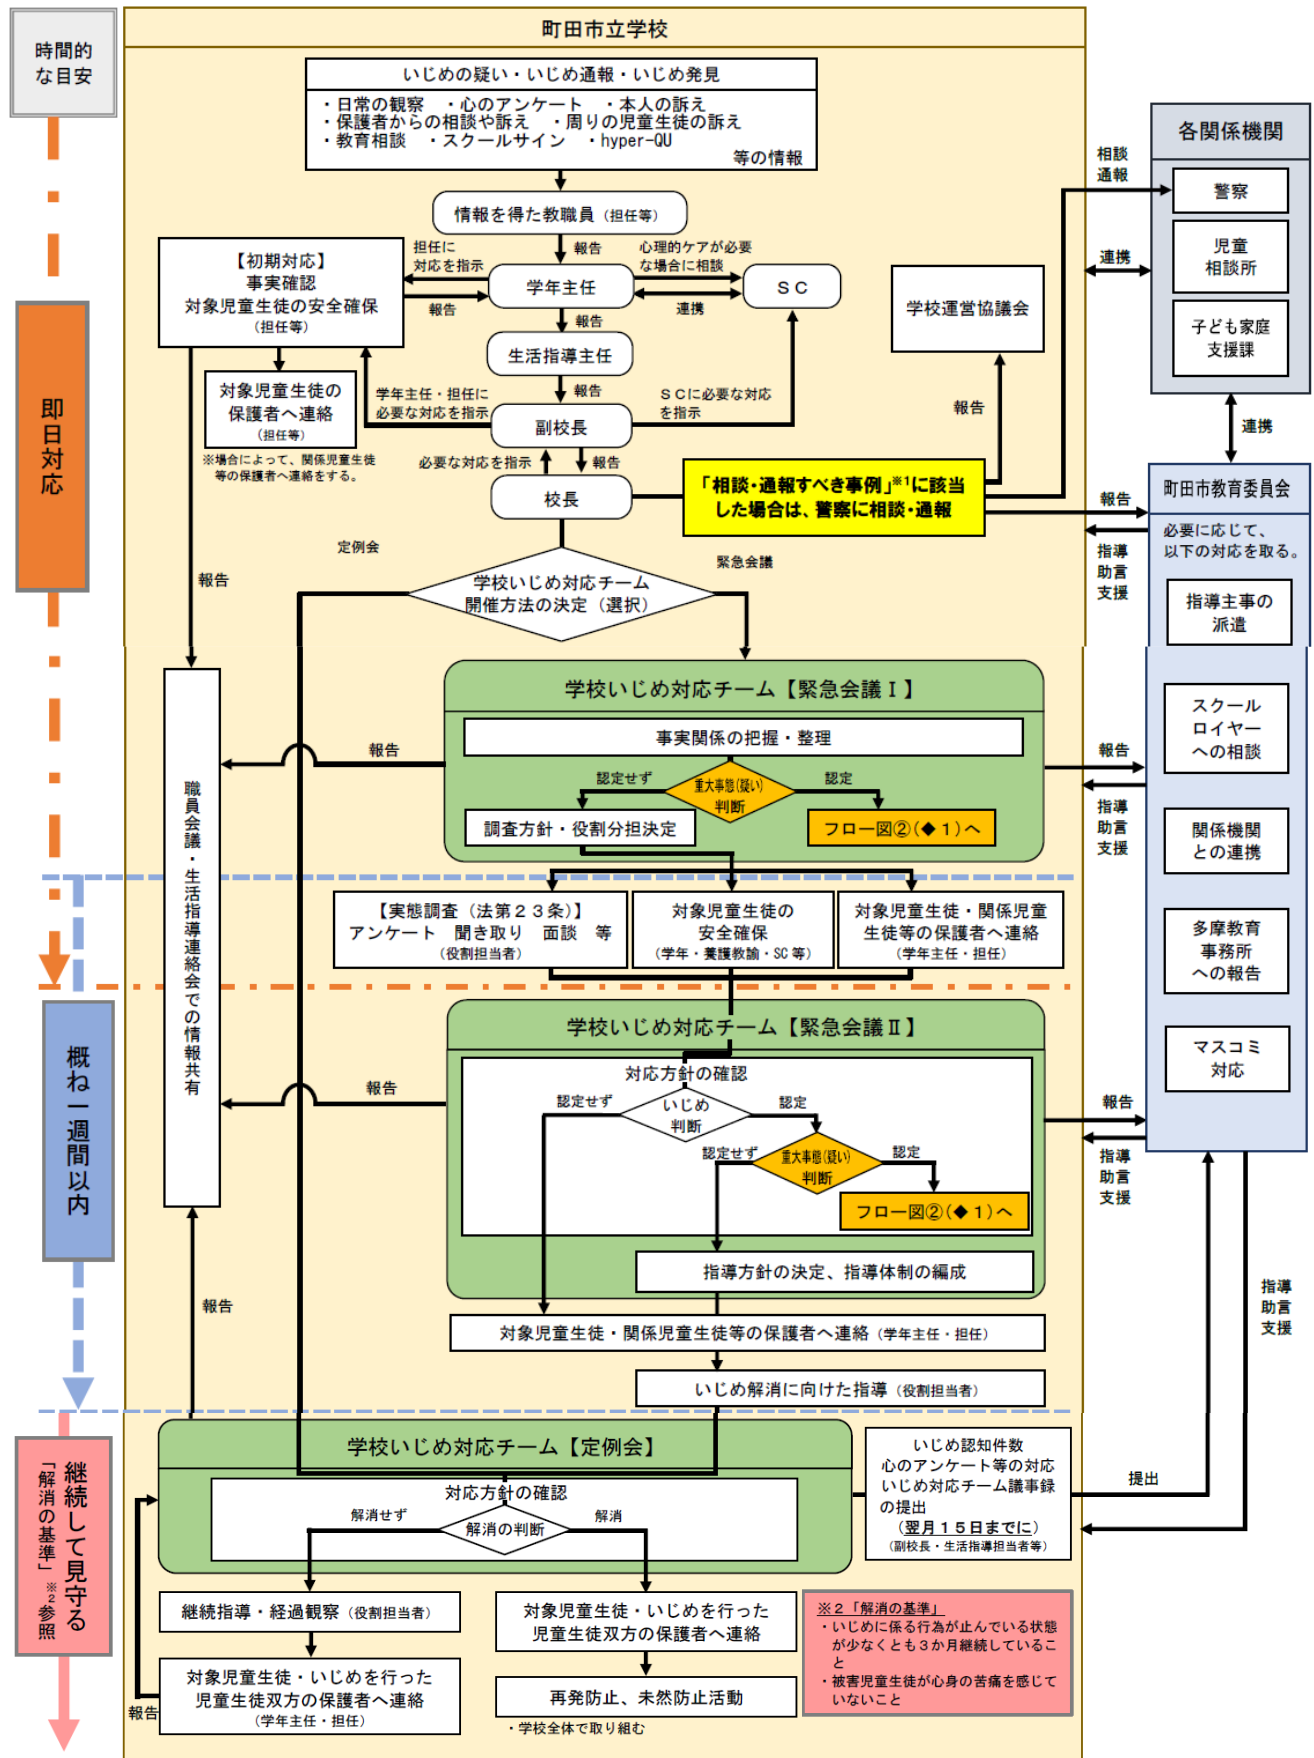 時間的
な目安
町田市立学校
いじめの疑い・いじめ通報・いじめ発見
・日常の観察　・心のアンケート　・本人の訴え
・保護者からの相談や訴え　・周りの児童生徒の訴え
・教育相談　・スクールサイン　・hyper-QU
等の情報
情報を得た教職員（担任等）
報告
担任に
対応を指示
心理的ケアが必要
な場合に相談
【初期対応】
事実確認
対象児童生徒の安全確保
（担任等）
学年主任
ＳＣ
報告
連携
報告
生活指導主任
対象児童生徒の
保護者へ連絡
（担任等）
※場合によって、関係児童生徒
等の保護者へ連絡をする。
学年主任・担任に
必要な対応を指示
報告
ＳＣに必要な対応
を指示
副校長
必要な対応を指示
報告
校長
学校運営協議会
報告
「相談・通報すべき事例」※1に該当
した場合は、警察に相談・通報
相談
通報
連携
各関係機関
警察
児童
相談所
子ども家庭
支援課
連携
報告
指導
助言
支援
町田市教育委員会
必要に応じて、
以下の対応を取る。
指導主事の
派遣
スクール
ロイヤー
への相談
関係機関
との連携
多摩教育
事務所
への報告
マスコミ
対応
即日対応
定例会
緊急会議
学校いじめ対応チーム
開催方法の決定（選択）
報告
学校いじめ対応チーム【緊急会議Ⅰ】
事実関係の把握・整理
認定せず
重大事態(疑い)
判断
認定
調査方針・役割分担決定
フロー図②(◆１)へ
報告
報告
指導
助言
支援
職員会議・生活指導連絡会での情報共有
【実態調査（法第２３条）】
アンケート　聞き取り　面談　等
（役割担当者）
対象児童生徒の
安全確保
（学年・養護教諭・SC等）
対象児童生徒・関係児童
生徒等の保護者へ連絡
（学年主任・担任）
概ね一週間以内
学校いじめ対応チーム【緊急会議Ⅱ】
対応方針の確認
認定せず
いじめ
判断
認定
認定せず
重大事態(疑い)
判断
認定
フロー図②(◆１)へ
指導方針の決定、指導体制の編成
報告
報告
指導
助言
支援
対象児童生徒・関係児童生徒等の保護者へ連絡（学年主任・担任）
いじめ解消に向けた指導（役割担当者）
報告
指導
助言
支援
継続して見守る
「解消の基準」※2参照
学校いじめ対応チーム【定例会】
対応方針の確認
解消せず
解消の判断
解消
いじめ認知件数
心のアンケート等の対応
いじめ対応チーム議事録
の提出
（翌月１５日までに）
（副校長・生活指導担当者等）
提出
継続指導・経過観察（役割担当者）
対象児童生徒・いじめを行った
児童生徒双方の保護者へ連絡
（学年主任・担任）
報告
対象児童生徒・いじめを行った
児童生徒双方の保護者へ連絡
再発防止、未然防止活動
・学校全体で取り組む
※２「解消の基準」
・いじめに係る行為が止んでいる状態
が少なくとも３か月継続しているこ
と
・被害児童生徒が心身の苦痛を感じて
いないこと